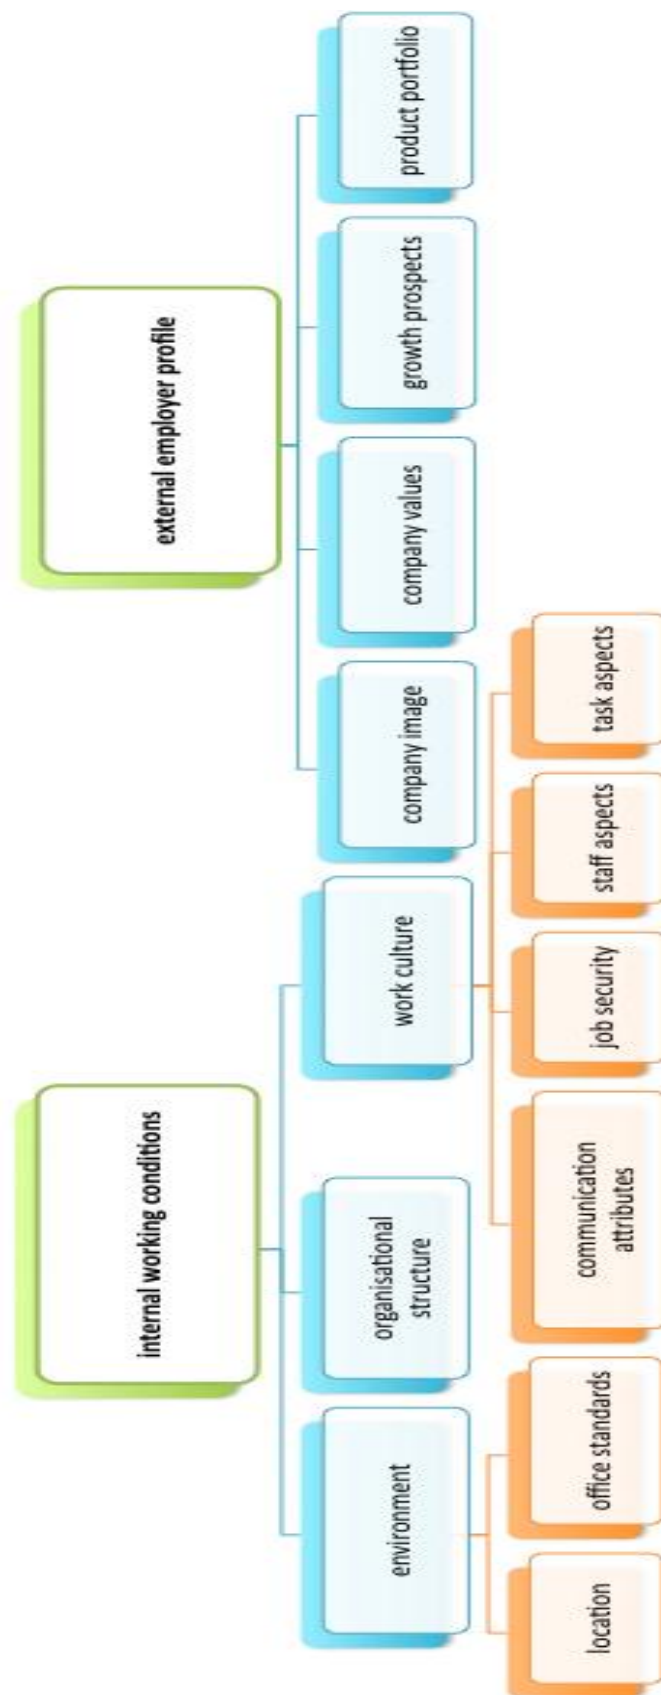 internal working conditions
external employer profile
environment
organisational
structure
work culture
company image
company values
growth prospects
product portfolio
location
office standards
communication
attributes
job security
staff aspects
task aspects